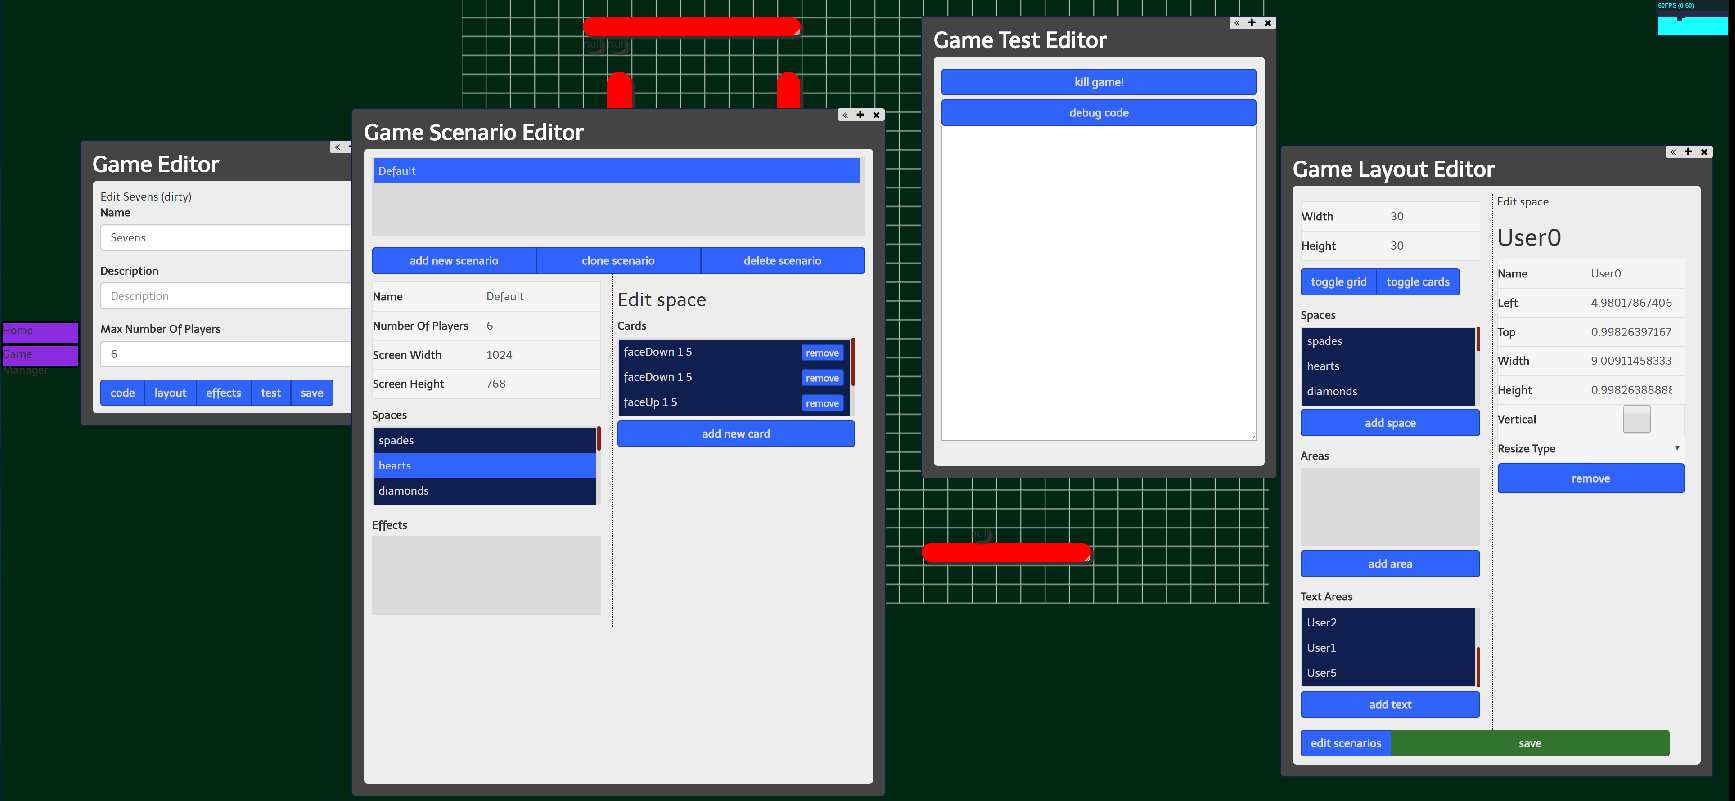 60FPS (0-60)
null null
Home
Game
Manager
« +
Game Editor
Edit Sevens (dirty)
Name
Sevens
Description
Description
Max Number Of Players
6
code layout effects test save
« + ✖
Game Scenario Editor
Default
add new scenario clone scenario delete scenario
Name Default
Number Of Players 6
Screen Width 1024
Screen Height 768
Spaces
spades
hearts
diamonds
Effects
Edit space
Cards
faceDown 1 5 remove
faceDown 1 5 remove
faceUp 1 5 remove
add new card
« + ✖
Game Test Editor
kill game!
debug code
null
« + ✖
Game Layout Editor
Width 30
Height 30
toggle grid toggle cards
Spaces
spades
hearts
diamonds
add space
Areas
add area
Text Areas
User2
User1
User5
add text
edit scenarios save
Edit space
User0
Name User0
Left 4.98017867406
Top 0.99826397167
Width 9.00911458333
Height 0.99826388888
Vertical
Resize Type
remove